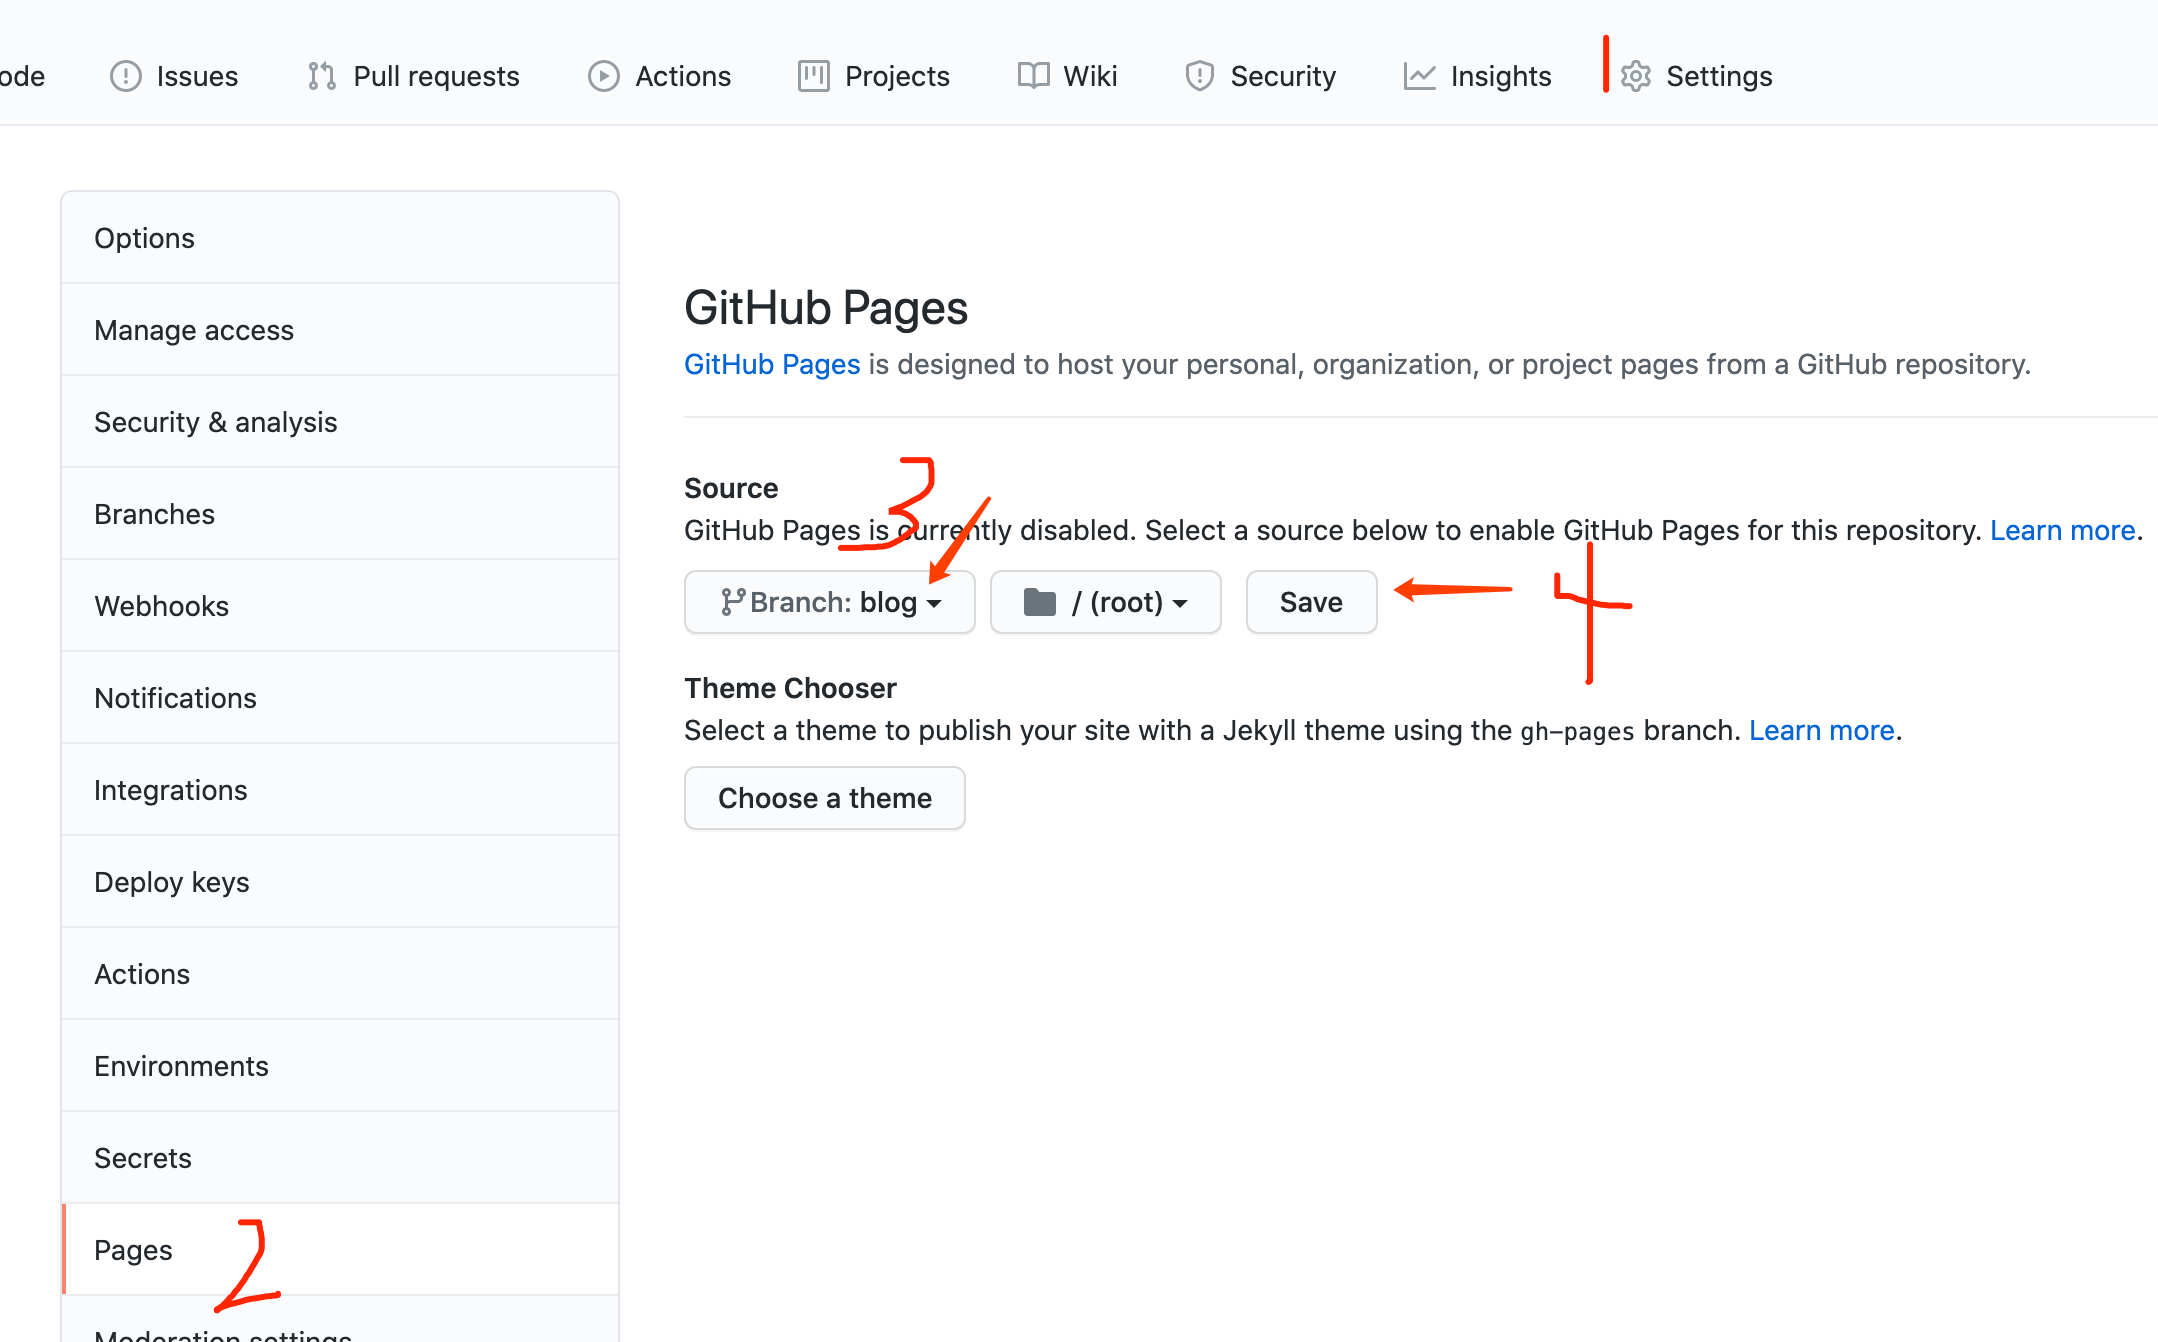 ode Issues Pull requests Actions Projects Wiki Security Insights 1 Settings
Options
Manage access
Security & analysis
Branches
Webhooks
Notifications
Integrations
Deploy keys
Actions
Environments
Secrets
Pages 2
Moderation settings
GitHub Pages
GitHub Pages is designed to host your personal, organization, or project pages from a GitHub repository.
Source
3
GitHub Pages is currently disabled. Select a source below to enable GitHub Pages for this repository. Learn more.
Branch: blog / (root) Save 4
Theme Chooser
Select a theme to publish your site with a Jekyll theme using the gh-pages branch. Learn more.
Choose a theme